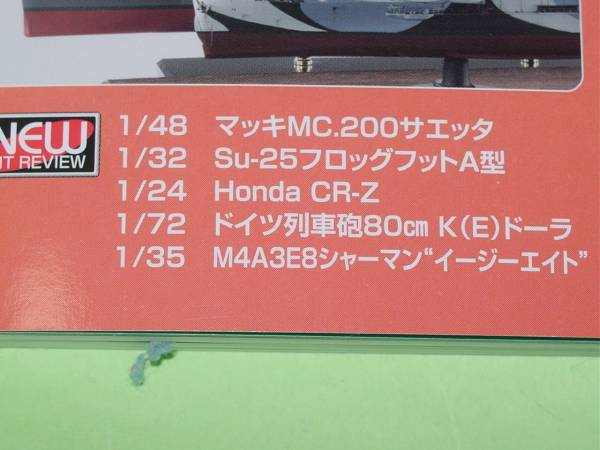 NEW
IT REVIEW
1/48 マッキMC.200サエッタ
1/32 Su-25フロッグフットA型
1/24 Honda CR-Z
1/72 ドイツ列車砲80㎝ K(E)ドーラ
1/35 M4A3E8シャーマン“イージーエイト”